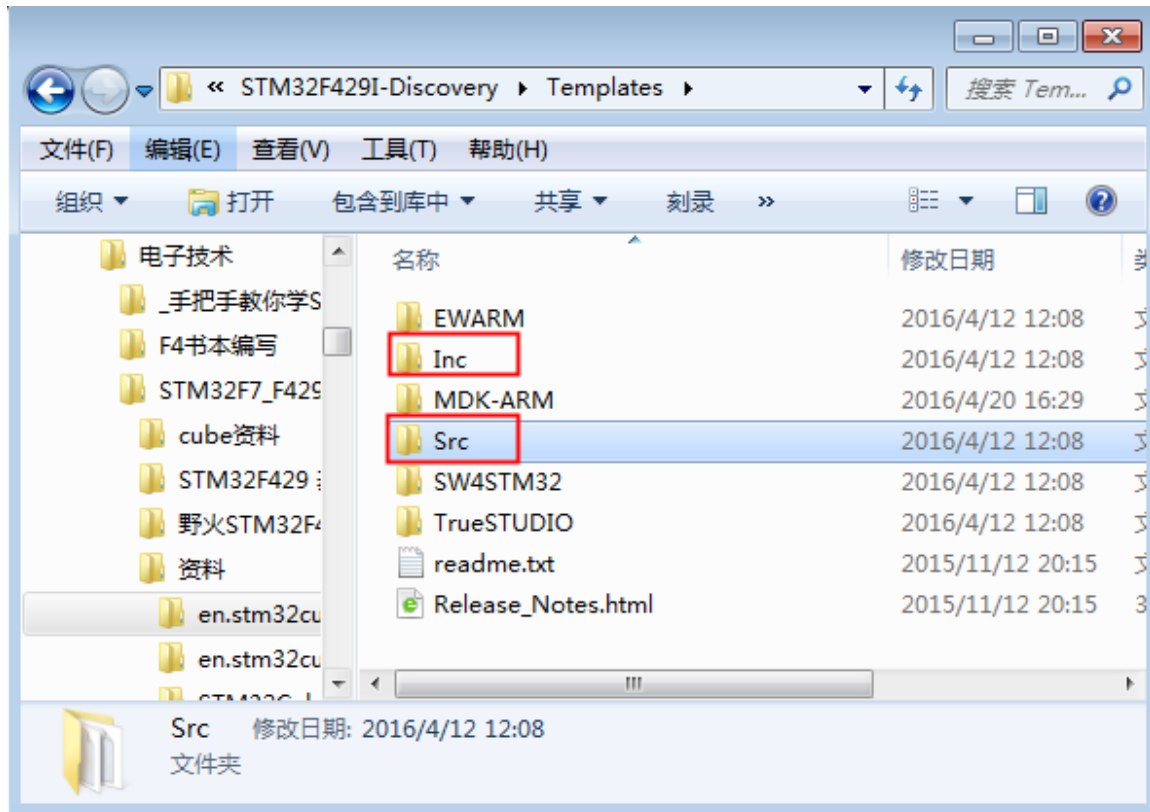 « STM32F429I-Discovery ▸ Templates ▸ 搜索 Tem...
文件(F) 编辑(E) 查看(V) 工具(T) 帮助(H)
组织 打开 包含到库中 共享 刻录 »
电子技术
_手把手教你学S
F4书本编写
STM32F7_F429
cube资料
STM32F429
野火STM32F4
资料
en.stm32cu
en.stm32cu
名称 修改日期
EWARM 2016/4/12 12:08
Inc 2016/4/12 12:08
MDK-ARM 2016/4/20 16:29
Src 2016/4/12 12:08
SW4STM32 2016/4/12 12:08
TrueSTUDIO 2016/4/12 12:08
readme.txt 2015/11/12 20:15
Release_Notes.html 2015/11/12 20:15
Src 修改日期: 2016/4/12 12:08
文件夹